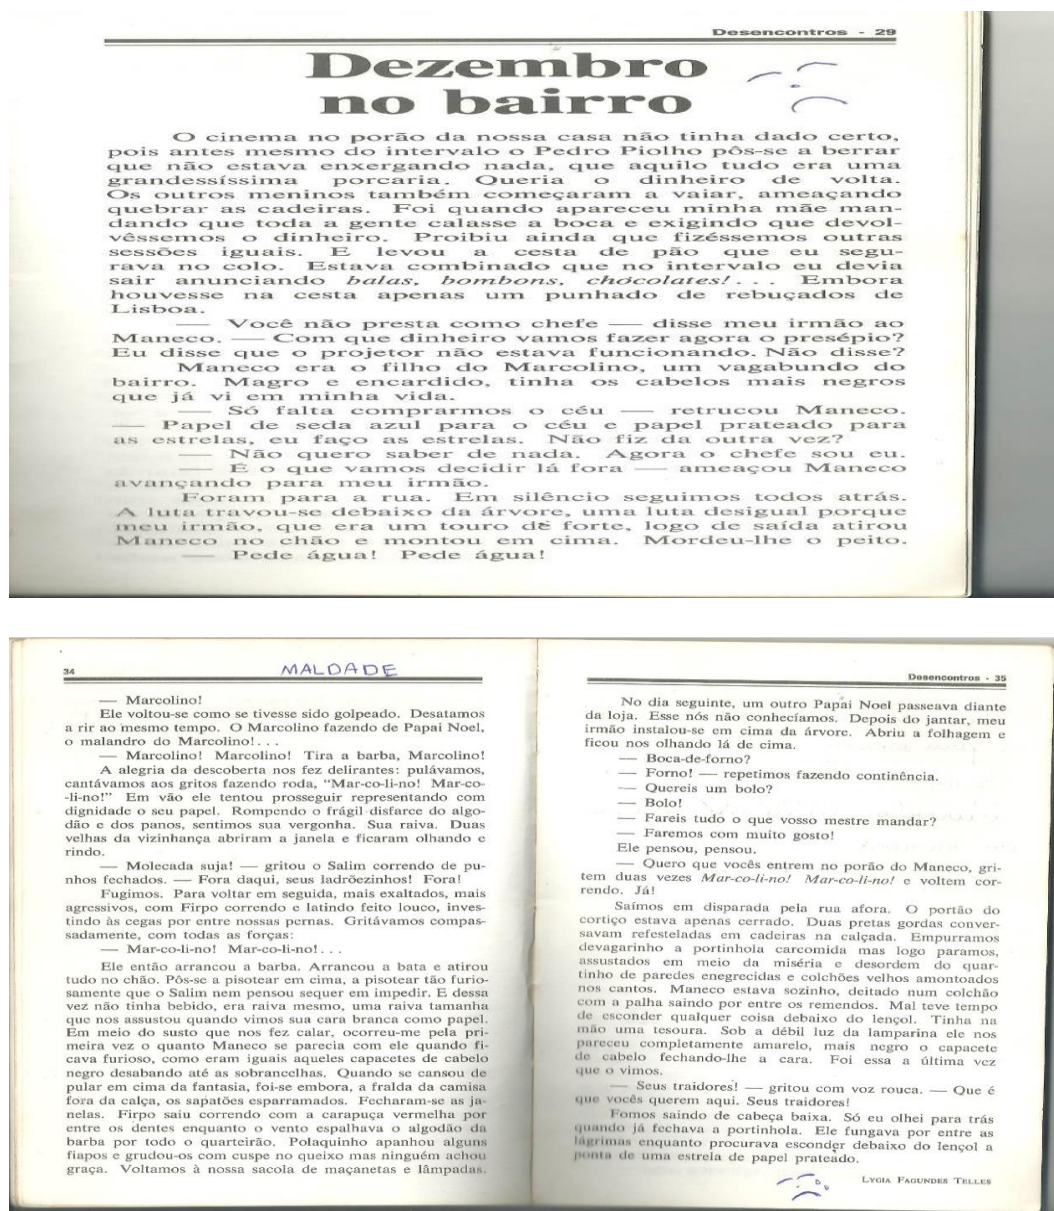 Desencontros - 29
Dezembro
no bairro
O cinema no porão da nossa casa não tinha dado certo,
pois antes mesmo do intervalo o Pedro Piolho pôs-se a berrar
que não estava enxergando nada, que aquilo tudo era uma
grandessíssima porcaria. Queria o dinheiro de volta.
Os outros meninos também começaram a vaiar, ameaçando
quebrar as cadeiras. Foi quando apareceu minha mãe man-
dando que toda a gente calasse a boca e exigindo que devol-
vêssemos o dinheiro. Proibiu ainda que fizéssemos outras
sessões iguais. E levou a cesta de pão que eu segu-
rava no colo. Estava combinado que no intervalo eu devia
sair anunciando balas, bombons, chocolates!... Embora
houvesse na cesta apenas um punhado de rebuçados de
Lisboa.
— Você não presta como chefe — disse meu irmão ao
Maneco. — Com que dinheiro vamos fazer agora o presépio?
Eu disse que o projetor não estava funcionando. Não disse?
Maneco era o filho do Marcolino, um vagabundo do
bairro. Magro e encardido, tinha os cabelos mais negros
que já vi em minha vida.
— Só falta comprarmos o céu — retrucou Maneco.
— Papel de seda azul para o céu e papel prateado para
as estrelas, eu faço as estrelas. Não fiz da outra vez?
— Não quero saber de nada. Agora o chefe sou eu.
— É o que vamos decidir lá fora — ameaçou Maneco
avançando para meu irmão.
Foram para a rua. Em silêncio seguimos todos atrás.
A luta travou-se debaixo da árvore, uma luta desigual porque
meu irmão, que era um touro de forte, logo de saída atirou
Maneco no chão e montou em cima. Mordeu-lhe o peito.
— Pede água! Pede água!
34
MALDADE
— Marcolino!
Ele voltou-se como se tivesse sido golpeado. Desatamos
a rir ao mesmo tempo. O Marcolino fazendo de Papai Noel,
o malandro do Marcolino!...
— Marcolino! Marcolino! Tira a barba, Marcolino!
A alegria da descoberta nos fez delirantes: pulávamos,
cantávamos aos gritos fazendo roda, "Mar-co-li-no! Mar-co-
-li-no!" Em vão ele tentou prosseguir representando com
dignidade o seu papel. Rompendo o frágil disfarce do algo-
dão e dos panos, sentimos sua vergonha. Sua raiva. Duas
velhas da vizinhança abriram a janela e ficaram olhando e
rindo.
— Molecada suja! — gritou o Salim correndo de pu-
nhos fechados. — Fora daqui, seus ladrõezinhos! Fora!
Fugimos. Para voltar em seguida, mais exaltados, mais
agressivos, com Firpo correndo e latindo feito louco, inves-
tindo às cegas por entre nossas pernas. Gritávamos compas-
sadamente, com todas as forças:
— Mar-co-li-no! Mar-co-li-no!...
Ele então arrancou a barba. Arrancou a bata e atirou
tudo no chão. Pôs-se a pisotear em cima, a pisotear tão furio-
samente que o Salim nem pensou sequer em impedir. E dessa
vez não tinha bebido, era raiva mesmo, uma raiva tamanha
que nos assustou quando vimos sua cara branca como papel.
Em meio do susto que nos fez calar, ocorreu-me pela pri-
meira vez o quanto Maneco se parecia com ele quando fi-
cava furioso, como eram iguais aqueles capacetes de cabelo
negro desabando até as sobrancelhas. Quando se cansou de
pular em cima da fantasia, foi-se embora, a fralda da camisa
fora da calça, os sapatões esparramados. Fecharam-se as ja-
nelas. Firpo saiu correndo com a carapuça vermelha por
entre os dentes enquanto o vento espalhava o algodão da
barba por todo o quarteirão. Polaquinho apanhou alguns
fiapos e grudou-os com cuspe no queixo mas ninguém achou
graça. Voltamos à nossa sacola de maçanetas e lâmpadas.
Desencontros - 35
No dia seguinte, um outro Papai Noel passeava diante
da loja. Esse nós não conhecíamos. Depois do jantar, meu
irmão instalou-se em cima da árvore. Abriu a folhagem e
ficou nos olhando lá de cima.
— Boca-de-forno?
— Forno! — repetimos fazendo continência.
— Quereis um bolo?
— Bolo!
— Fareis tudo o que vosso mestre mandar?
— Faremos com muito gosto!
Ele pensou, pensou.
— Quero que vocês entrem no porão do Maneco, gri-
tem duas vezes Mar-co-li-no! Mar-co-li-no! e voltem cor-
rendo. Já!
Saímos em disparada pela rua afora. O portão do
cortiço estava apenas cerrado. Duas pretas gordas conver-
savam refesteladas em cadeiras na calçada. Empurramos
devagarinho a portinhola carcomida mas logo paramos,
assustados em meio da miséria e desordem do quar-
tinho de paredes enegrecidas e colchões velhos amontoados
nos cantos. Maneco estava sozinho, deitado num colchão
com a palha saindo por entre os remendos. Mal teve tempo
de esconder qualquer coisa debaixo do lençol. Tinha na
mão uma tesoura. Sob a débil luz da lamparina ele nos
pareceu completamente amarelo, mais negro o capacete
de cabelo fechando-lhe a cara. Foi essa a última vez
que o vimos.
— Seus traidores! — gritou com voz rouca. — Que é
que vocês querem aqui. Seus traidores!
Fomos saindo de cabeça baixa. Só eu olhei para trás
quando já fechava a portinhola. Ele fungava por entre as
lágrimas enquanto procurava esconder debaixo do lençol a
ponta de uma estrela de papel prateado.
LYGIA FAGUNDES TELLES